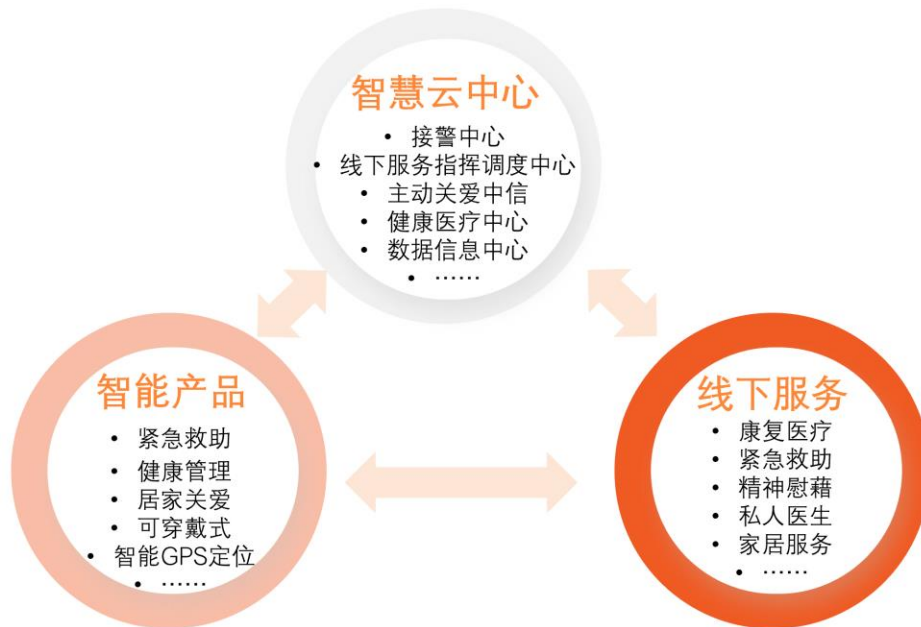 智慧云中心
• 接警中心
• 线下服务指挥调度中心
• 主动关爱中信
• 健康医疗中心
• 数据信息中心
• ······
智能产品
• 紧急救助
• 健康管理
• 居家关爱
• 可穿戴式
• 智能GPS定位
• ······
线下服务
• 康复医疗
• 紧急救助
• 精神慰藉
• 私人医生
• 家居服务
• ······